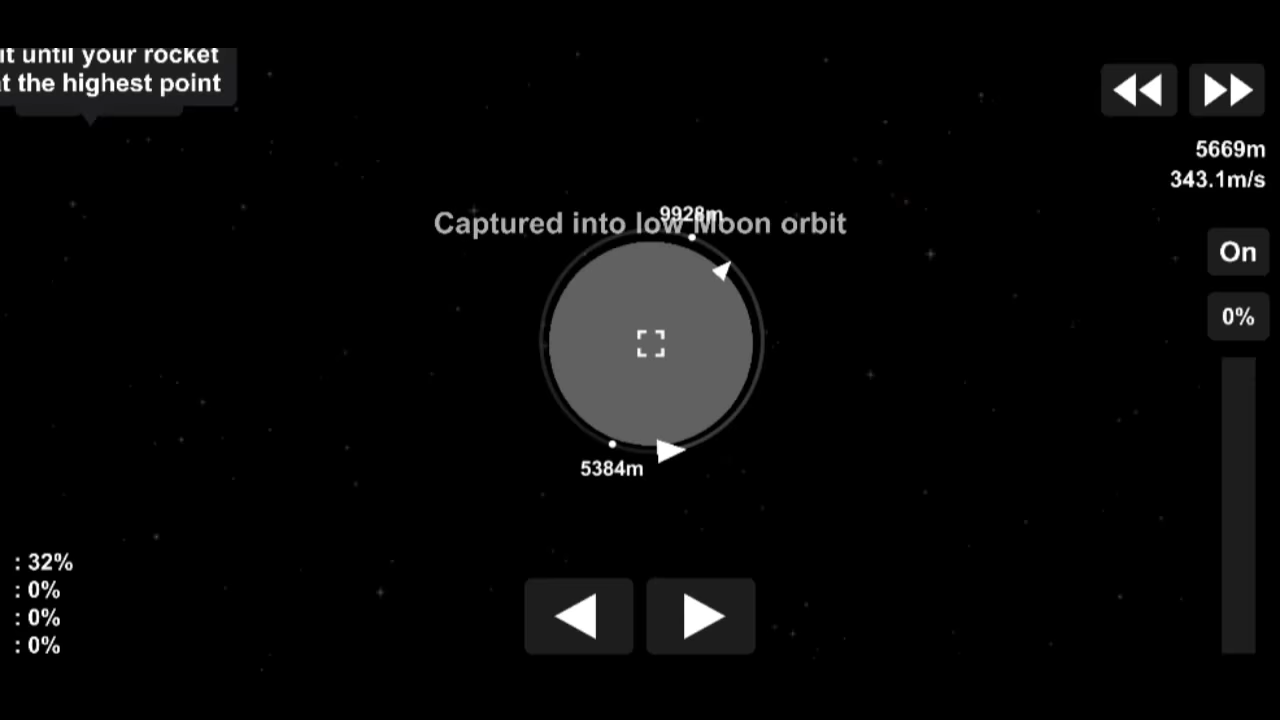 it until your rocket
at the highest point
5669m
343.1m/s
9928m
Captured into low Moon orbit
On
0%
5384m
: 32%
: 0%
: 0%
: 0%